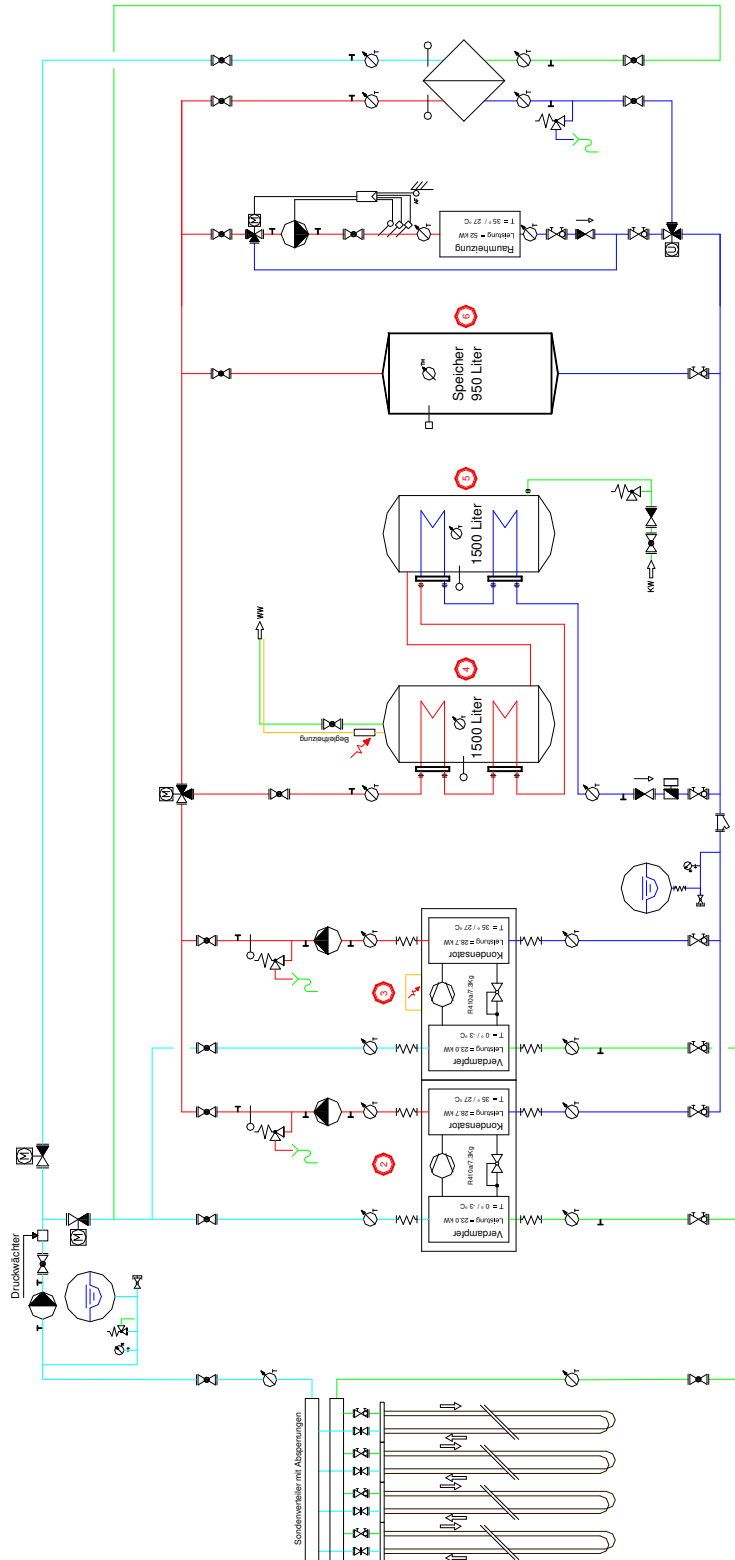 Raumheizung
Leistung = 52 kW
T = 35° / 27 °C
M
M
U
AF
T
T
T
T
T
T
6
Speicher
950 Liter
TH
5
1500 Liter
T
KW
WW
4
1500 Liter
T
Begleitheizung
M
T
T
3
Kondensator
Leistung = 28.7 kW
T = 35° / 27 °C
R410a/7.3Kg
Verdampfer
Leistung = 23.0 kW
T = 0° / -3 °C
T
T
T
T
2
Kondensator
Leistung = 28.7 kW
T = 35° / 27 °C
R410a/7.3Kg
Verdampfer
Leistung = 23.0 kW
T = 0° / -3 °C
T
T
T
T
M
M
Druckwächter
T
T
Sondenverteiler mit Absperrungen